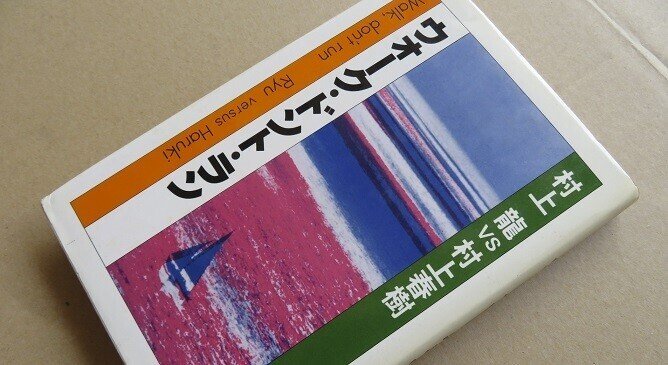 Walk, don't run
Ryu versus Haruki
ウォーク・ドント・ラン
村上龍VS村上春樹